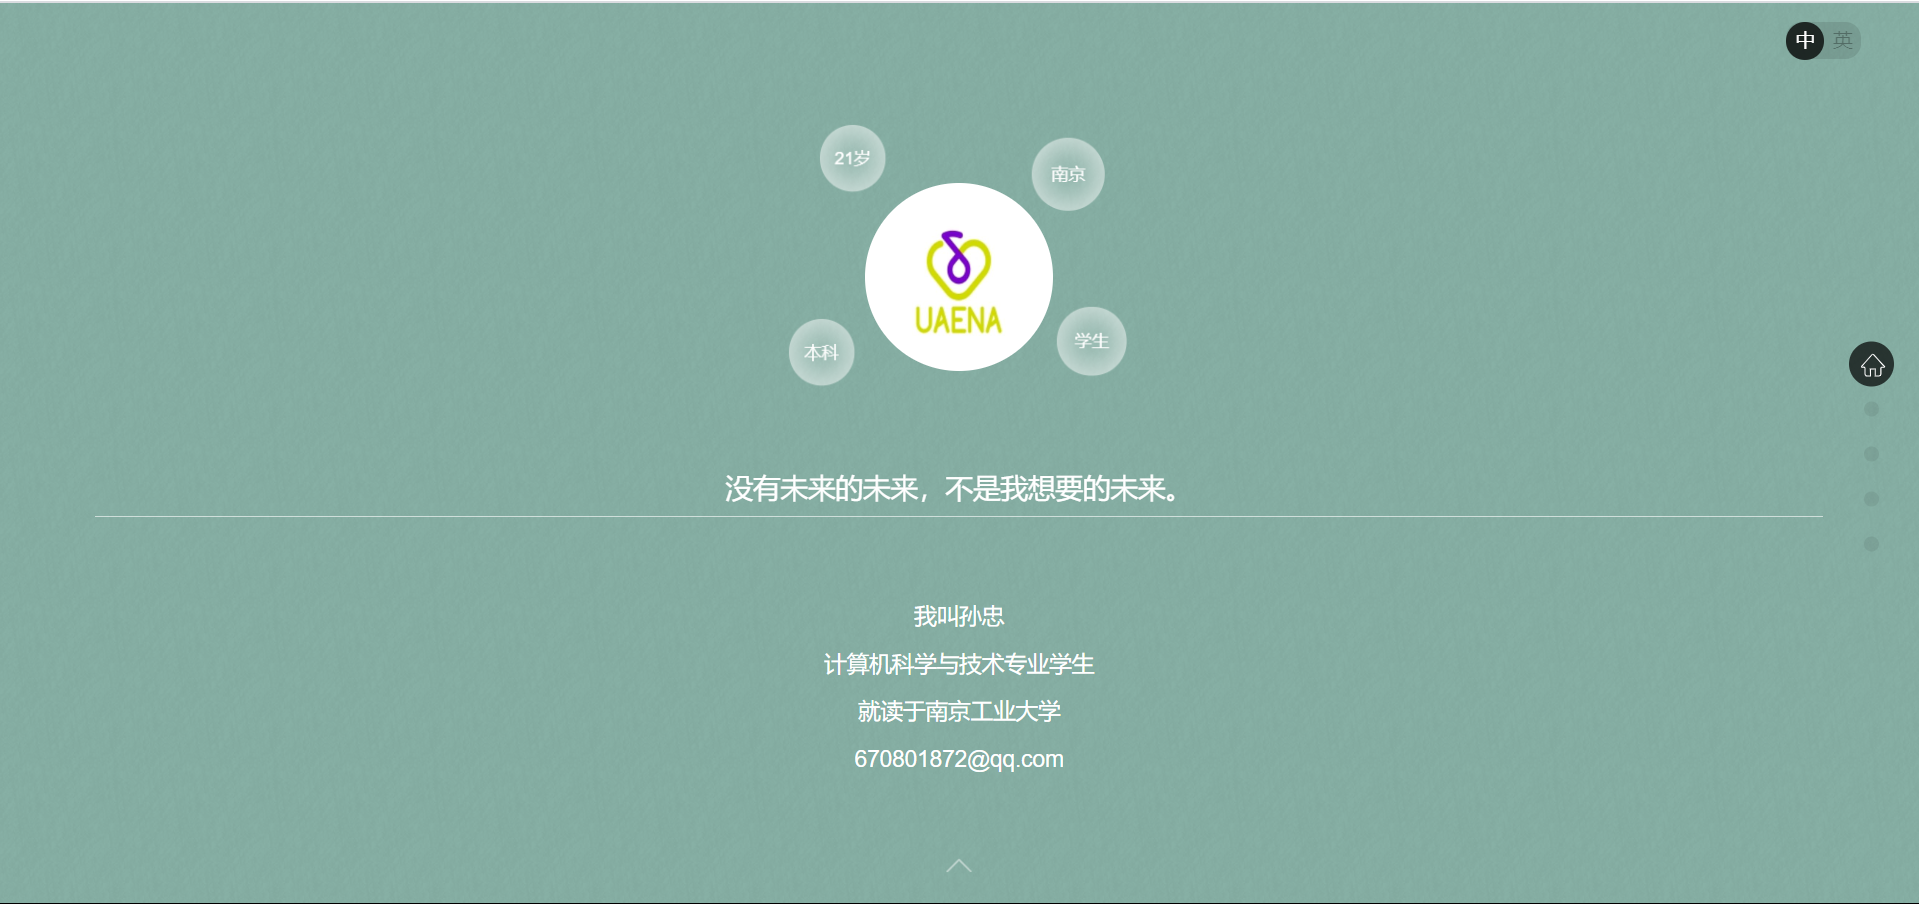 中 英
21岁
南京
UAENA
本科
学生
没有未来的未来，不是我想要的未来。
我叫孙忠
计算机科学与技术专业学生
就读于南京工业大学
670801872@qq.com